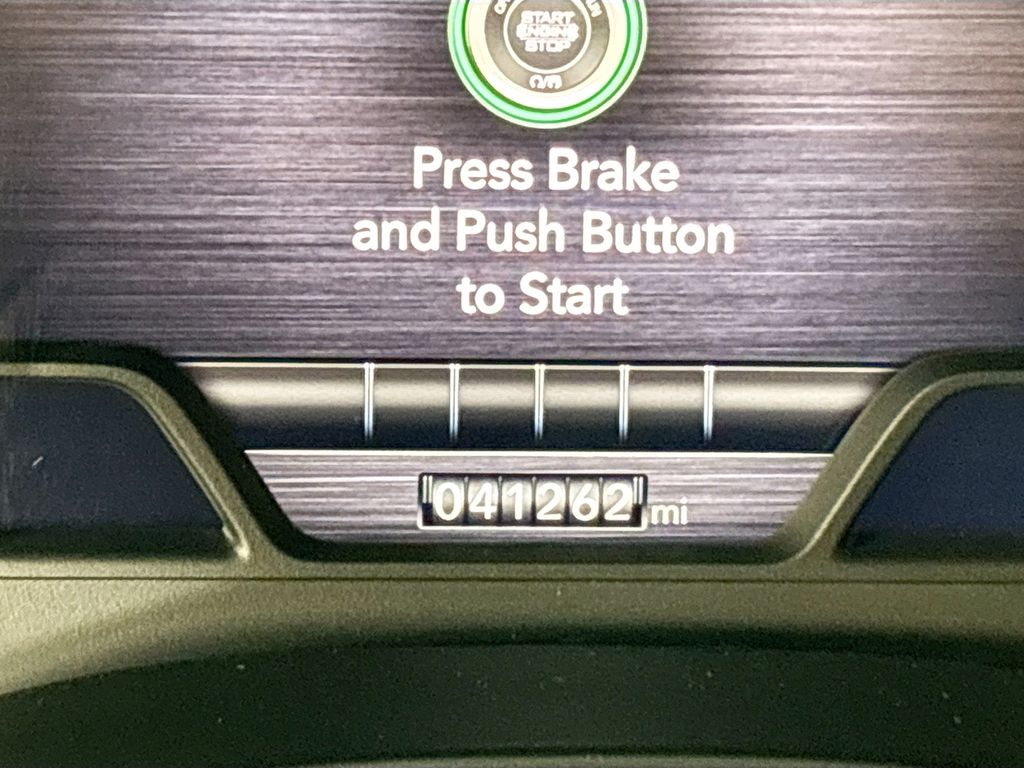 START
ENGINE
STOP
Press Brake
and Push Button
to Start
041262 mi